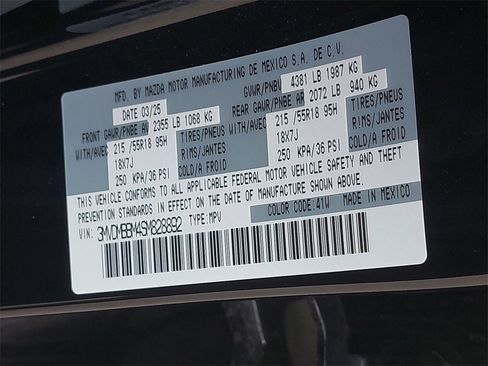 MFD. BY MAZDA MOTOR MANUFACTURING DE MEXICO S.A. DE C.V.
DATE 03/25 GVWR/PNBV 4381 LB 1987 KG
FRONT GAWR/PNBE AV 2355 LB 1068 KG REAR GAWR/PNBE AR 2072 LB 940 KG
WITH/AVEC 215/55R18 95H TIRES/PNEUS WITH/AVEC 215/55R18 95H TIRES/PNEUS
18X7J RIMS/JANTES 18X7J RIMS/JANTES
250 KPA/36 PSI COLD/A FROID 250 KPA/36 PSI COLD/A FROID
THIS VEHICLE CONFORMS TO ALL APPLICABLE FEDERAL MOTOR VEHICLE SAFETY AND THEFT
PREVENTION STANDARDS IN EFFECT ON THE DATE OF MANUFACTURE SHOWN ABOVE.
VIN: 3MVDMBBM4SM828892 TYPE:MPV COLOR CODE:41W MADE IN MEXICO